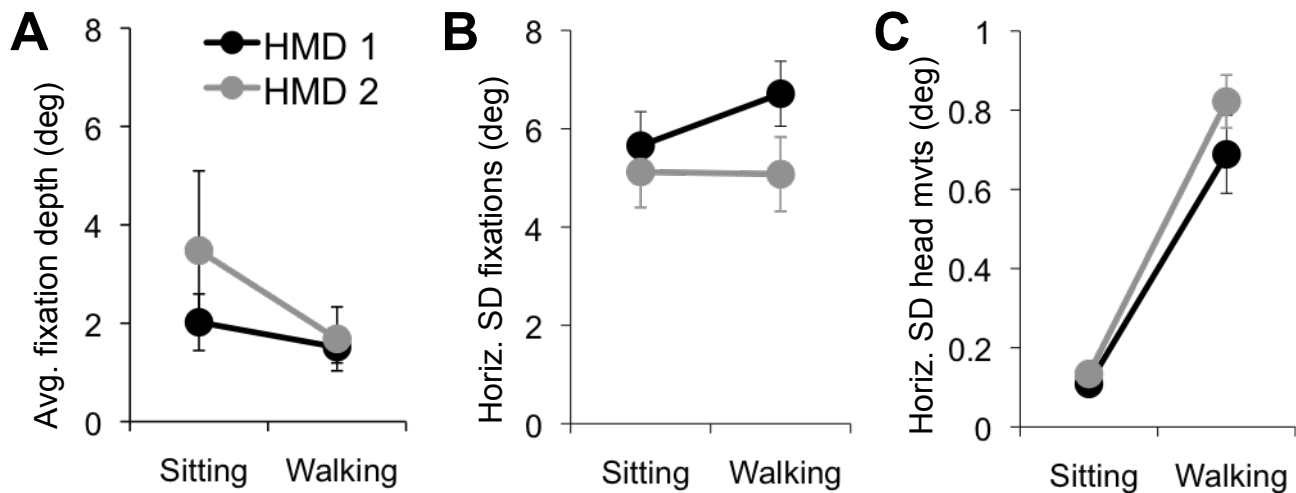 A
Avg. fixation depth (deg)
8
6
4
2
0
HMD 1
HMD 2
Sitting
Walking
B
Horiz. SD fixations (deg)
8
6
4
2
0
Sitting
Walking
C
Horiz. SD head mvts (deg)
1
0.8
0.6
0.4
0.2
0
Sitting
Walking